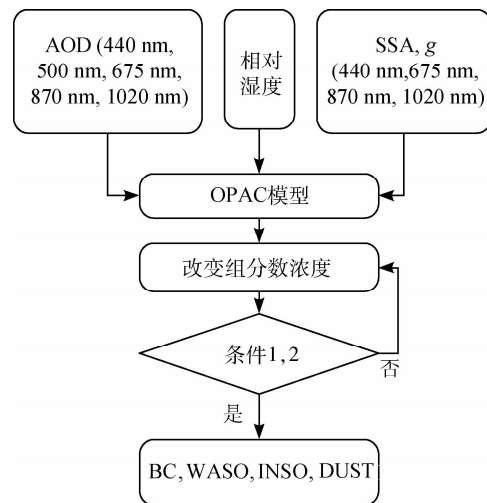 AOD (440 nm,
500 nm, 675 nm,
870 nm, 1020 nm)
相对
湿度
SSA, g
(440 nm,675 nm,
870 nm, 1020 nm)
OPAC模型
改变组分数浓度
条件1,2
否
是
BC, WASO, INSO, DUST